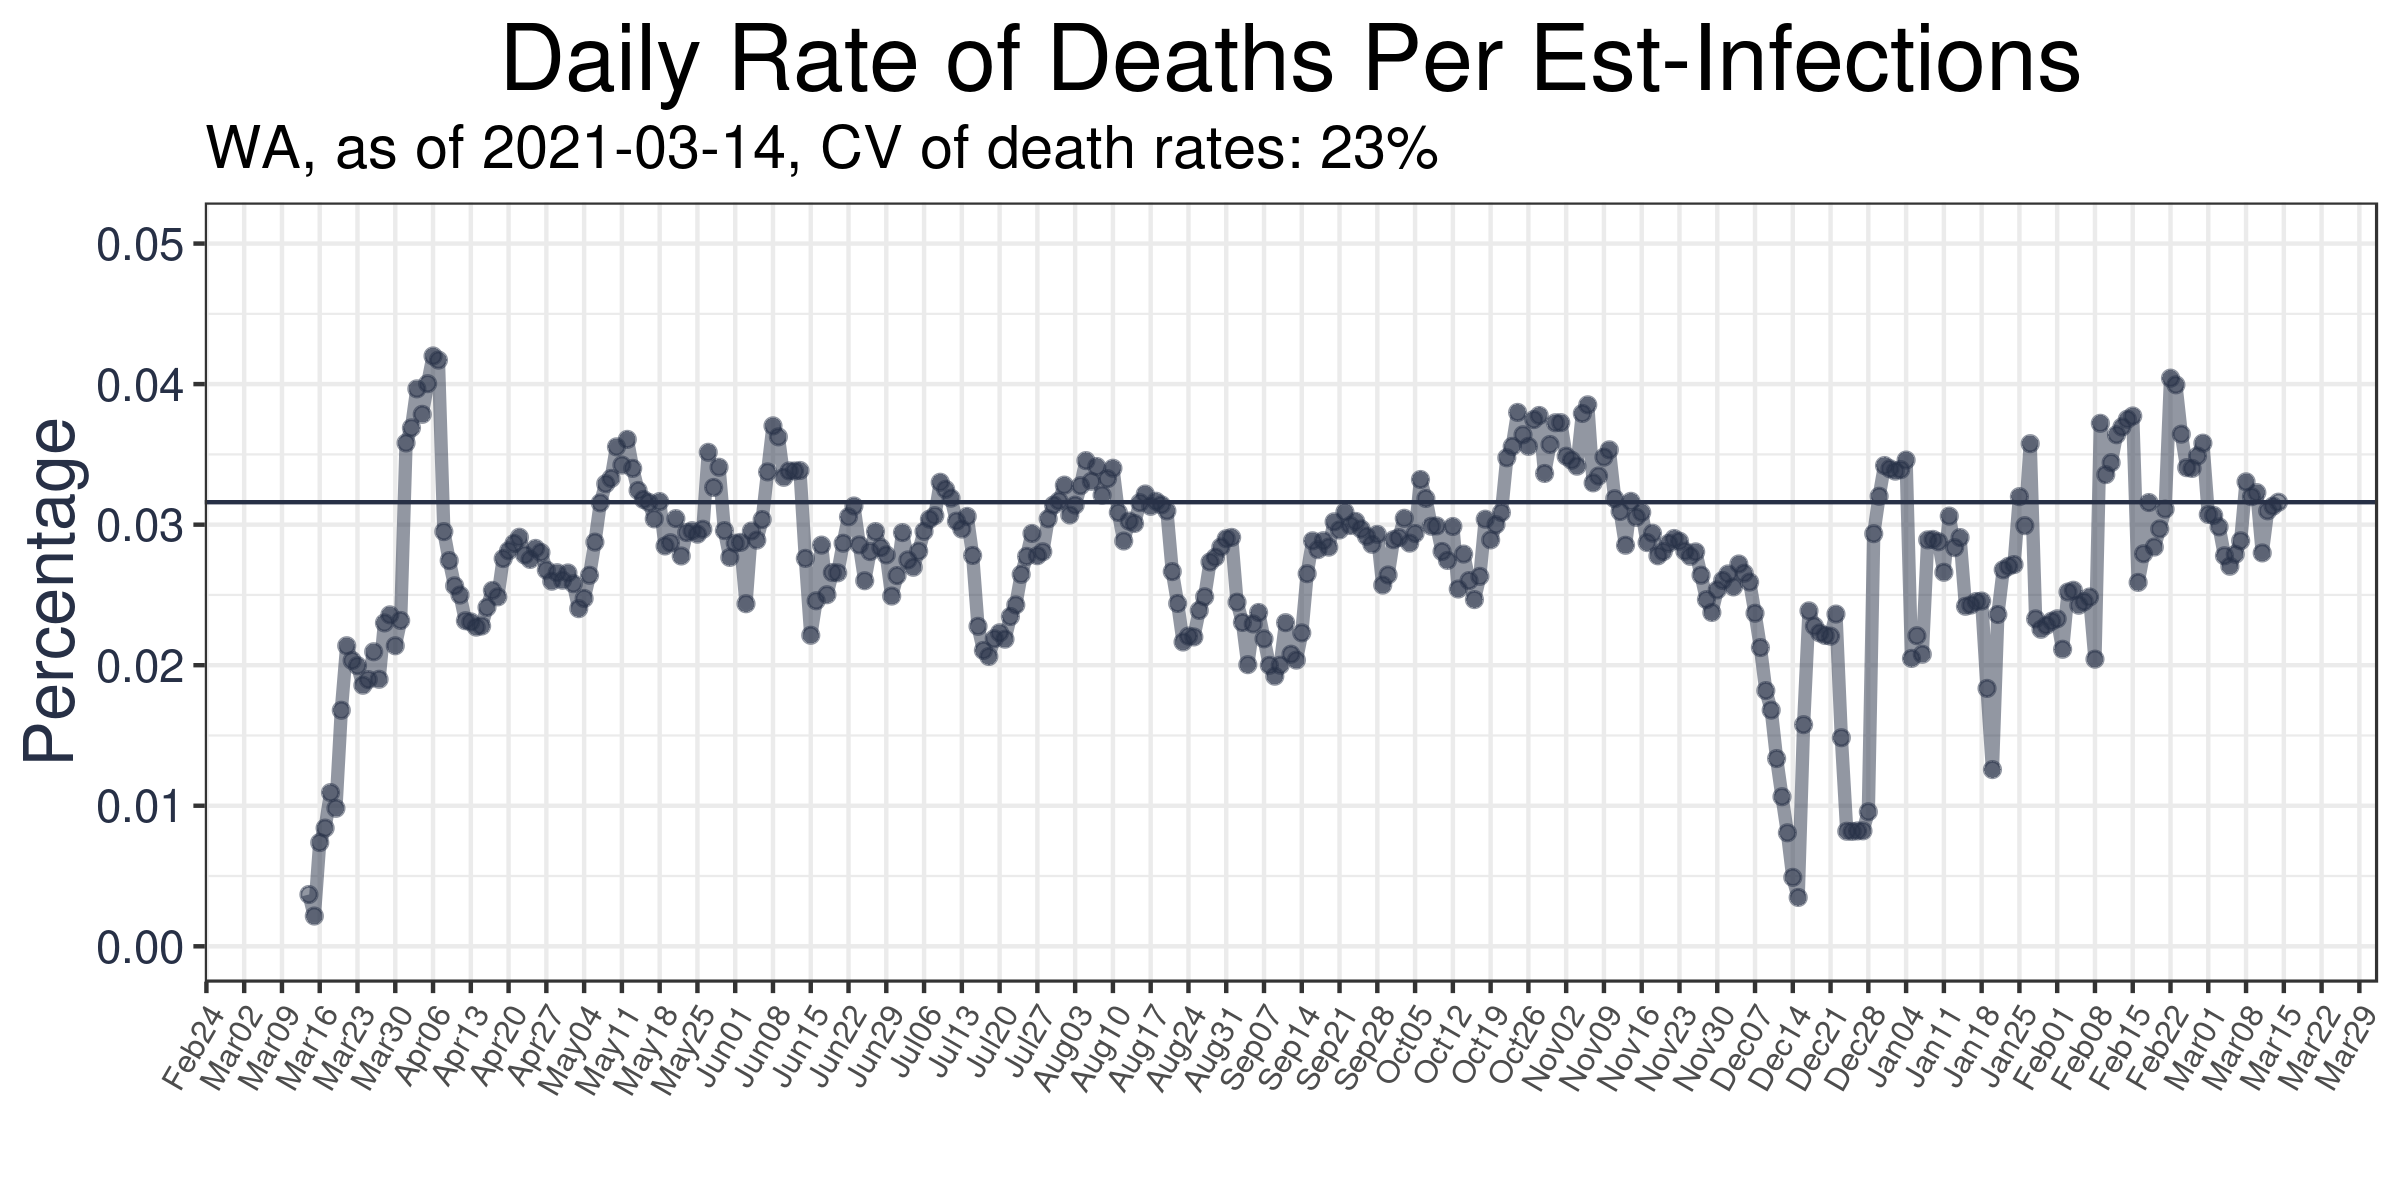 Daily Rate of Deaths Per Est-Infections
WA, as of 2021-03-14, CV of death rates: 23%
Percentage
0.05
0.04
0.03
0.02
0.01
0.00
Feb24
Mar02
Mar09
Mar16
Mar23
Mar30
Apr06
Apr13
Apr20
Apr27
May04
May11
May18
May25
Jun01
Jun08
Jun15
Jun22
Jun29
Jul06
Jul13
Jul20
Jul27
Aug03
Aug10
Aug17
Aug24
Aug31
Sep07
Sep14
Sep21
Sep28
Oct05
Oct12
Oct19
Oct26
Nov02
Nov09
Nov16
Nov23
Nov30
Dec07
Dec14
Dec21
Dec28
Jan04
Jan11
Jan18
Jan25
Feb01
Feb08
Feb15
Feb22
Mar01
Mar08
Mar15
Mar22
Mar29